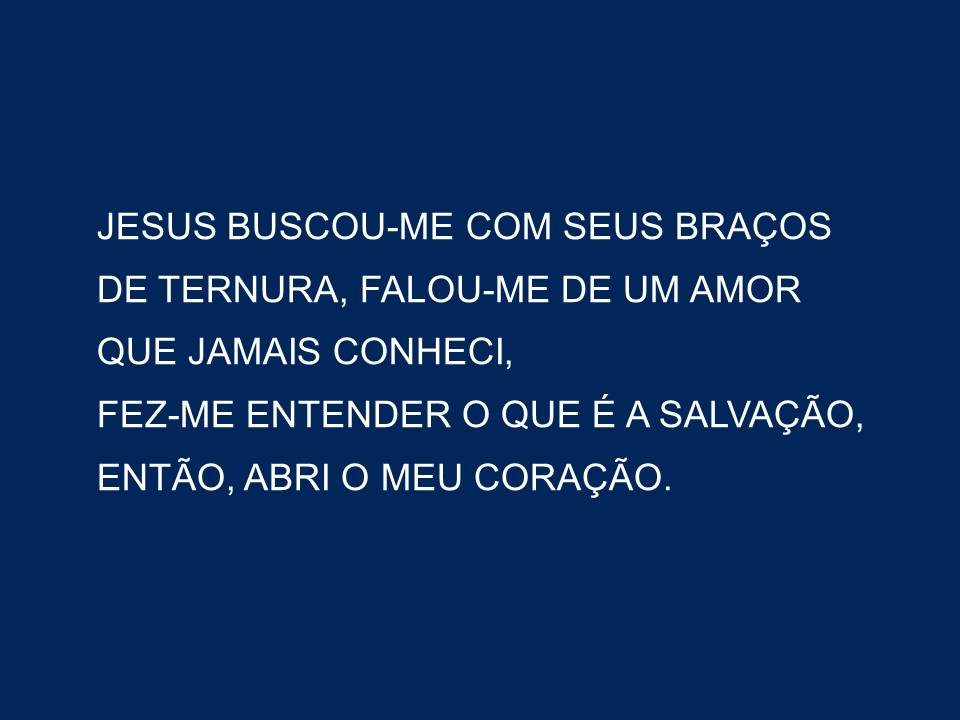 JESUS BUSCOU-ME COM SEUS BRAÇOS
DE TERNURA, FALOU-ME DE UM AMOR
QUE JAMAIS CONHECI,
FEZ-ME ENTENDER O QUE É A SALVAÇÃO,
ENTÃO, ABRI O MEU CORAÇÃO.